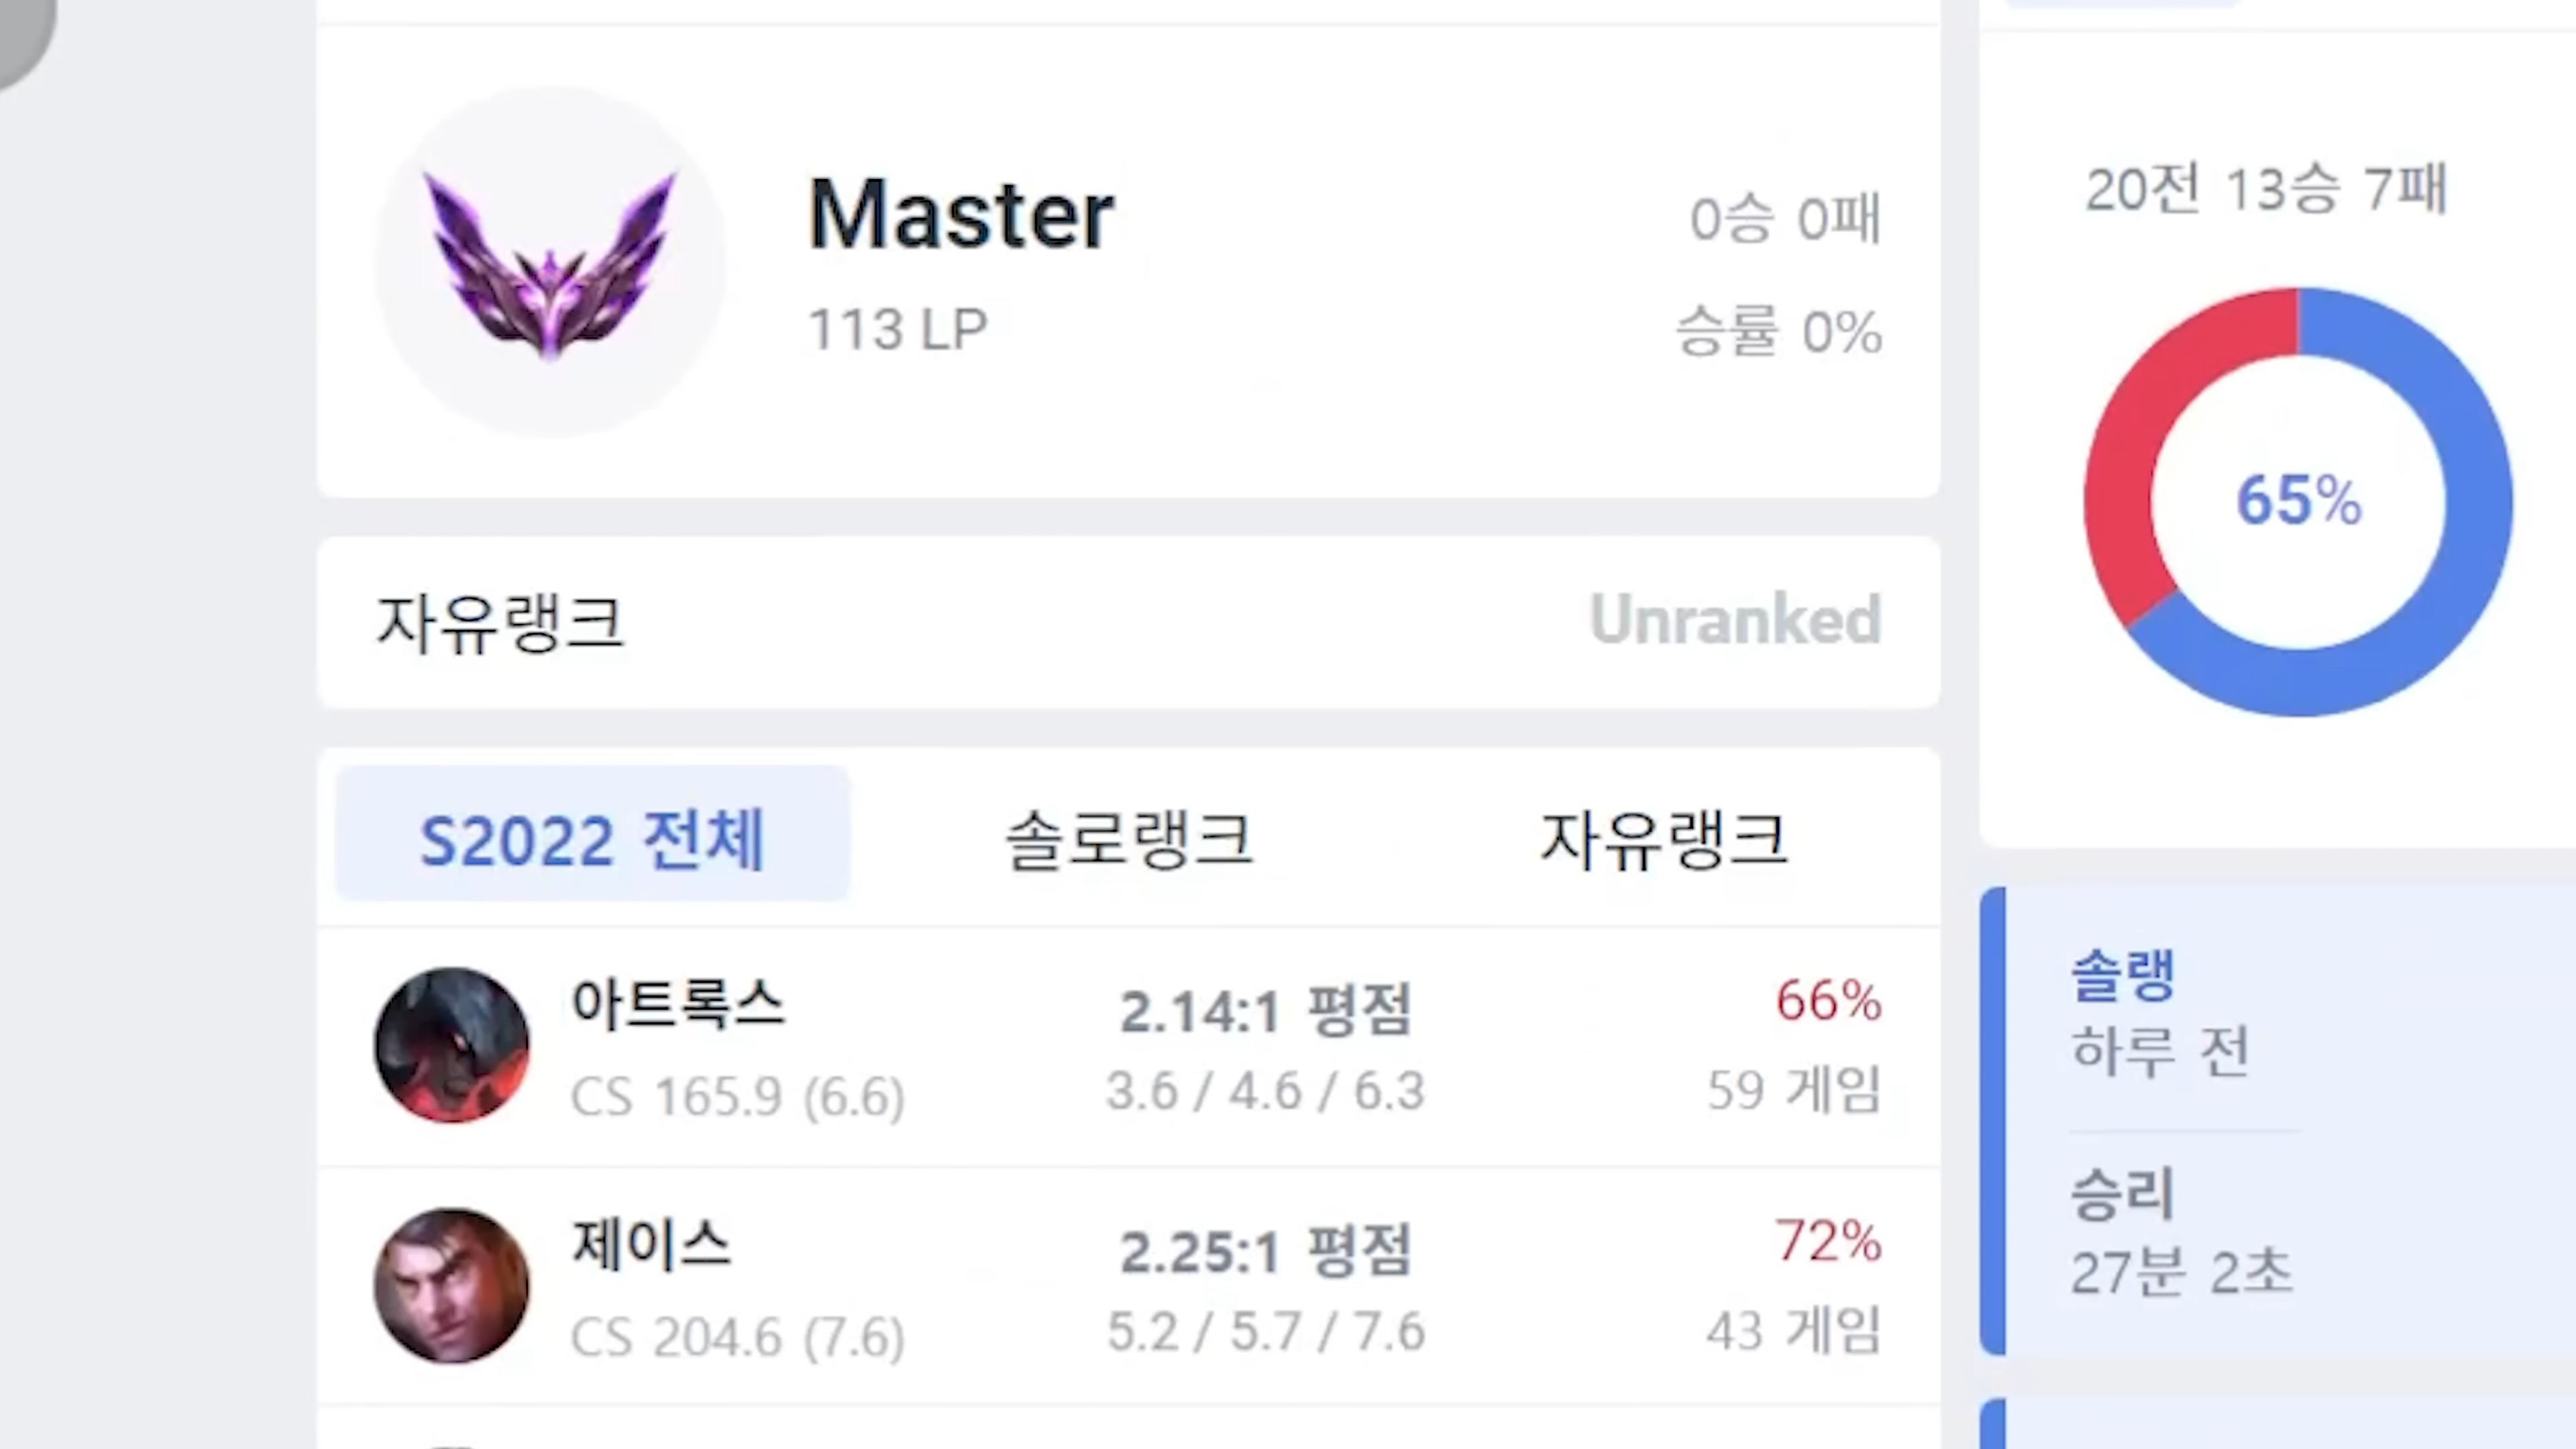 Master
113 LP
0승 0패
승률 0%
자유랭크
Unranked
S2022 전체
솔로랭크
자유랭크
아트록스
CS 165.9 (6.6)
2.14:1 평점
3.6 / 4.6 / 6.3
66%
59 게임
제이스
CS 204.6 (7.6)
2.25:1 평점
5.2 / 5.7 / 7.6
72%
43 게임
20전 13승 7패
65%
솔랭
하루 전
승리
27분 2초